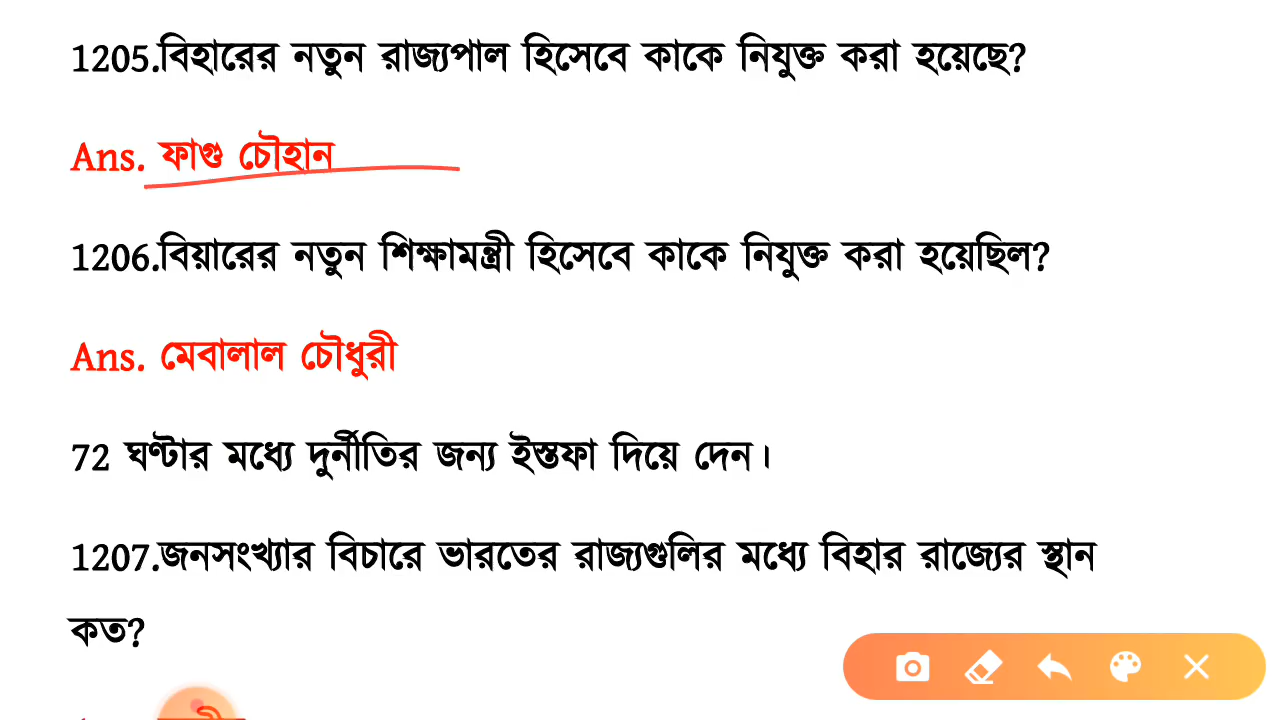 1205.বিহারের নতুন রাজ্যপাল হিসেবে কাকে নিযুক্ত করা হয়েছে?
Ans. ফাগু চৌহান
1206.বিয়ারের নতুন শিক্ষামন্ত্রী হিসেবে কাকে নিযুক্ত করা হয়েছিল?
Ans. মেবালাল চৌধুরী
72 ঘণ্টার মধ্যে দুর্নীতির জন্য ইস্তফা দিয়ে দেন।
1207.জনসংখ্যার বিচারে ভারতের রাজ্যগুলির মধ্যে বিহার রাজ্যের স্থান
কত?